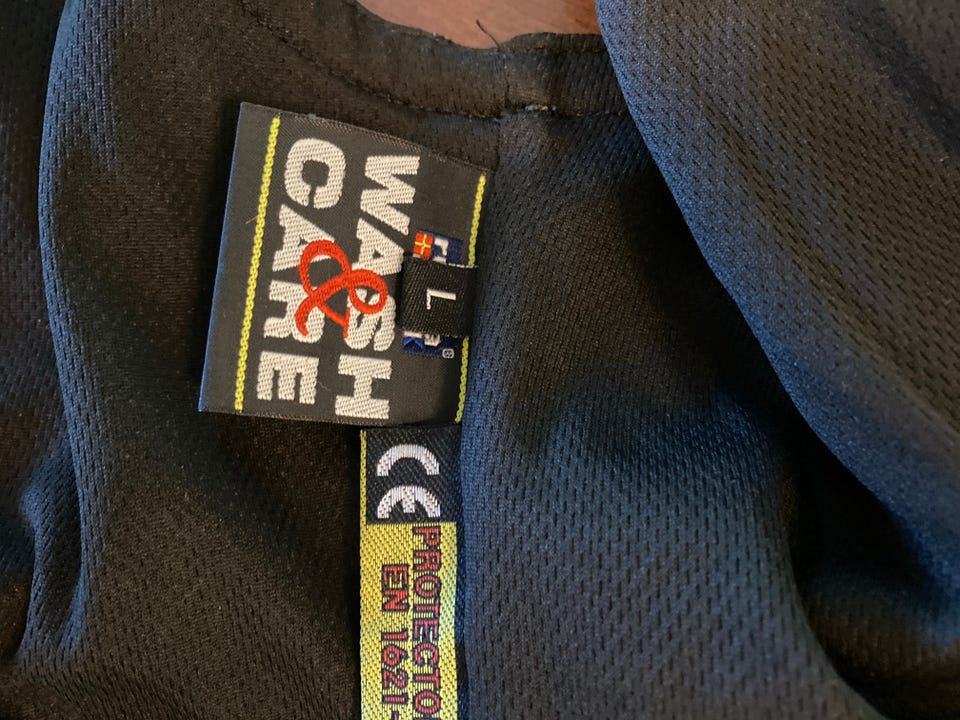 WASH
&
CARE
L
®
CE
PROTECTO
EN 1621-